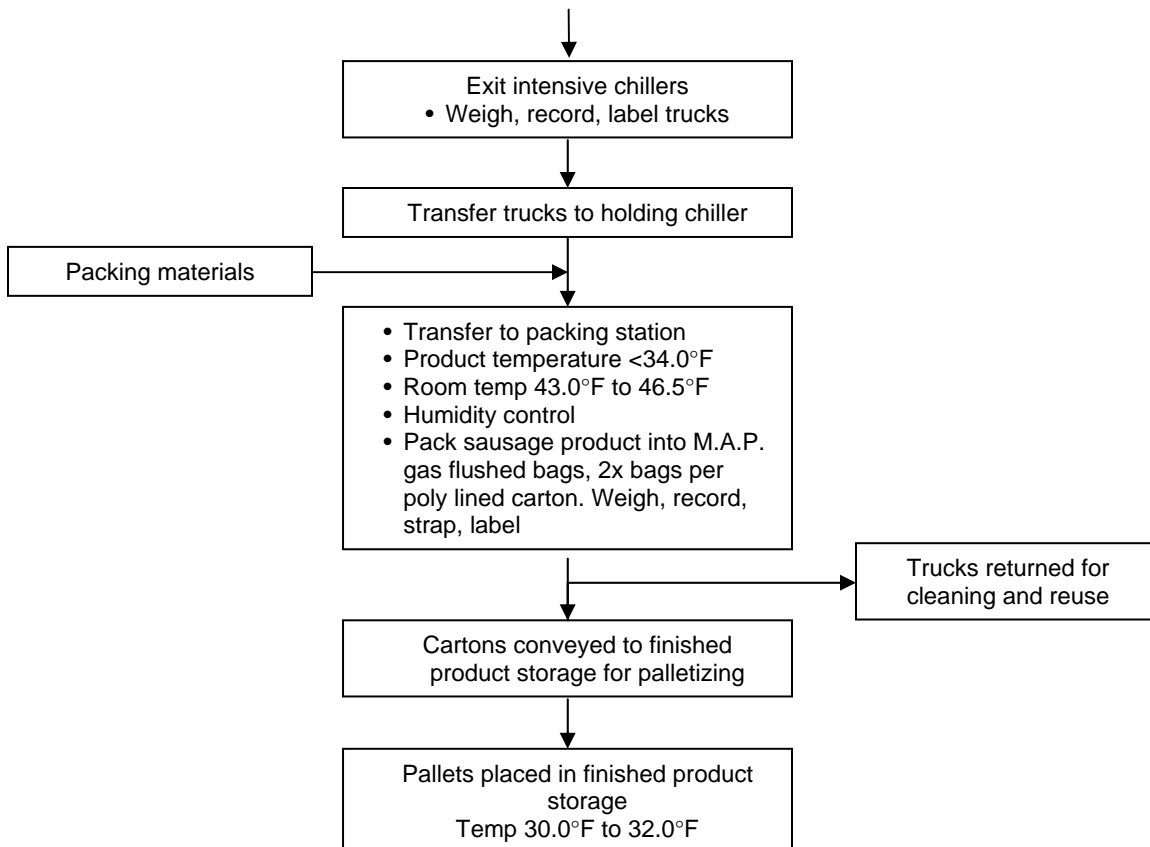 Exit intensive chillers
• Weigh, record, label trucks
Transfer trucks to holding chiller
Packing materials
• Transfer to packing station
• Product temperature <34.0°F
• Room temp 43.0°F to 46.5°F
• Humidity control
• Pack sausage product into M.A.P.
gas flushed bags, 2x bags per
poly lined carton. Weigh, record,
strap, label
Trucks returned for
cleaning and reuse
Cartons conveyed to finished
product storage for palletizing
Pallets placed in finished product
storage
Temp 30.0°F to 32.0°F